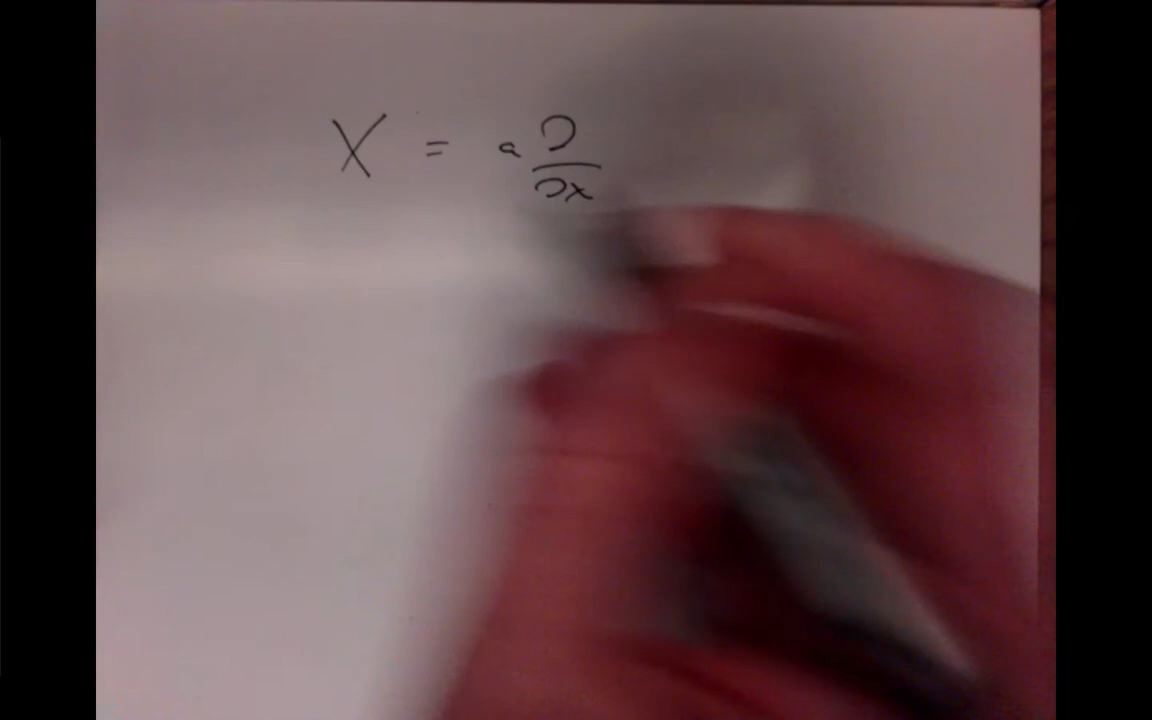 X = a ∂/∂x